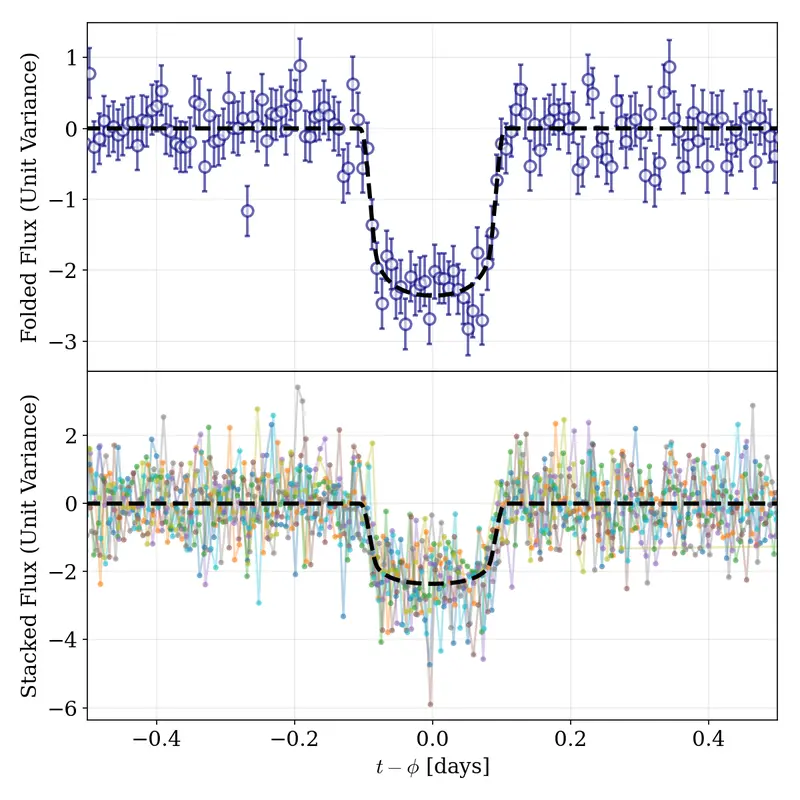 Folded Flux (Unit Variance)
1
0
−1
−2
−3
Stacked Flux (Unit Variance)
2
0
−2
−4
−6
−0.4 −0.2 0.0 0.2 0.4
t − ϕ [days]